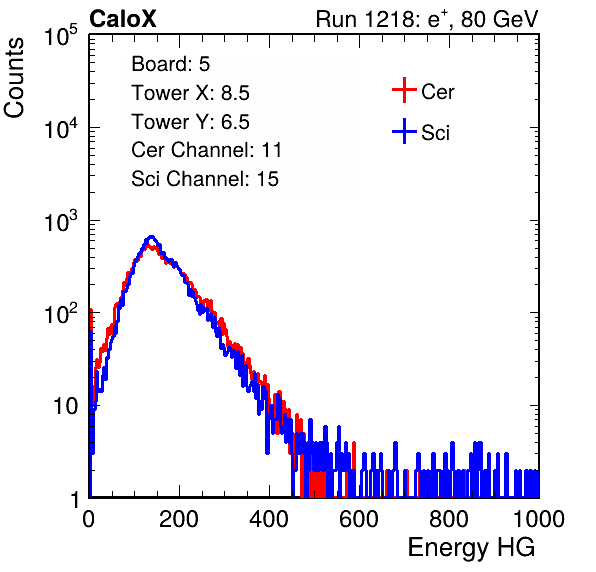 CaloX Run 1218: e⁺, 80 GeV
Counts
Board: 5
Tower X: 8.5
Tower Y: 6.5
Cer Channel: 11
Sci Channel: 15
Cer
Sci
10⁵
10⁴
10³
10²
10
1
0 200 400 600 800 1000
Energy HG